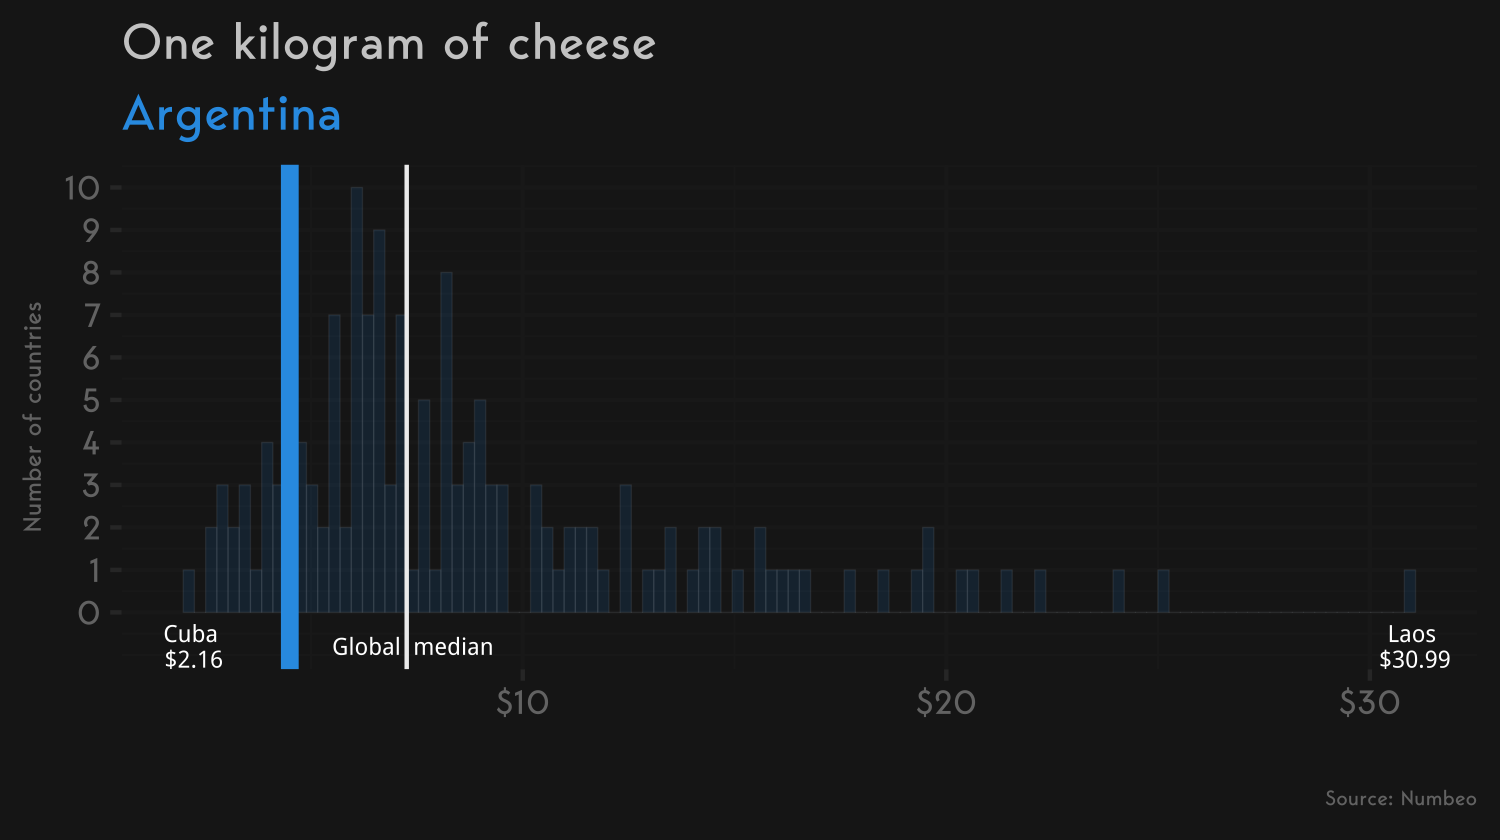 One kilogram of cheese
Argentina
Number of countries
10
9
8
7
6
5
4
3
2
1
0
Cuba
$2.16
Global median
Laos
$30.99
$10
$20
$30
Source: Numbeo